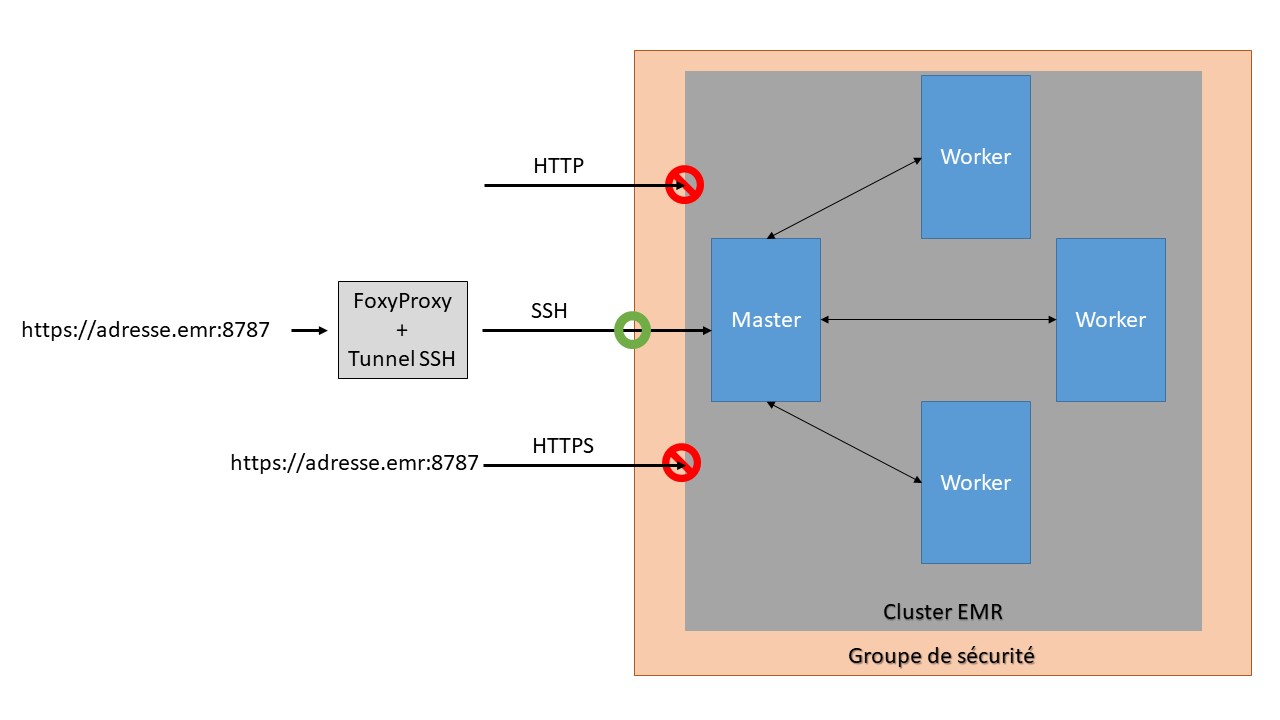 Worker
HTTP
https://adresse.emr:8787
FoxyProxy
+
Tunnel SSH
SSH
Master
Worker
https://adresse.emr:8787
HTTPS
Worker
Cluster EMR
Groupe de sécurité